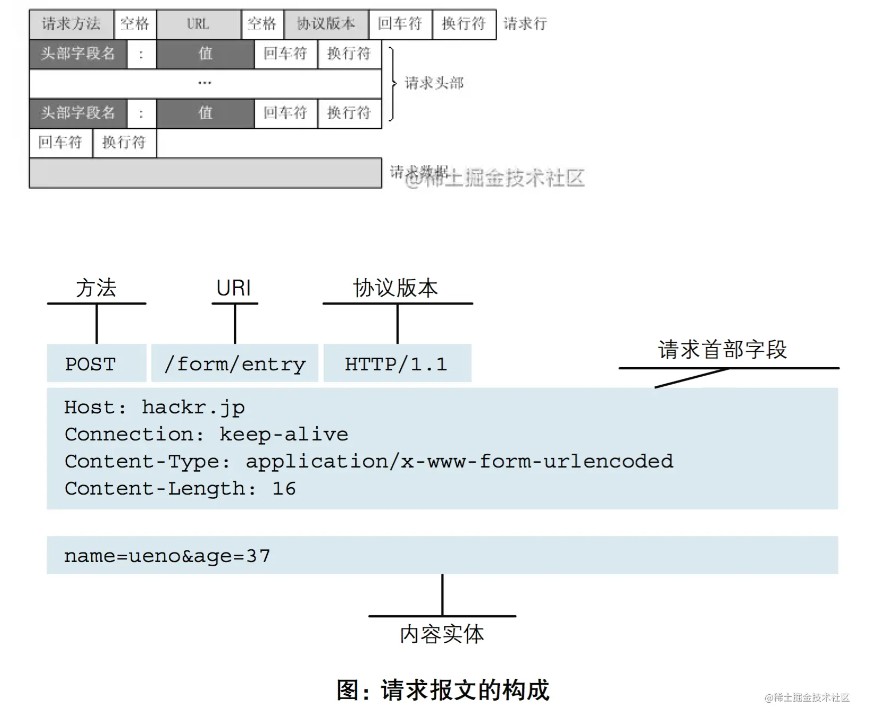 请求方法 空格 URL 空格 协议版本 回车符 换行符 请求行
头部字段名 : 值 回车符 换行符
... 请求头部
头部字段名 : 值 回车符 换行符
回车符 换行符
请求数据
@稀土掘金技术社区
方法 URI 协议版本
POST /form/entry HTTP/1.1
请求首部字段
Host: hackr.jp
Connection: keep-alive
Content-Type: application/x-www-form-urlencoded
Content-Length: 16
name=ueno&age=37
内容实体
图：请求报文的构成
@稀土掘金技术社区